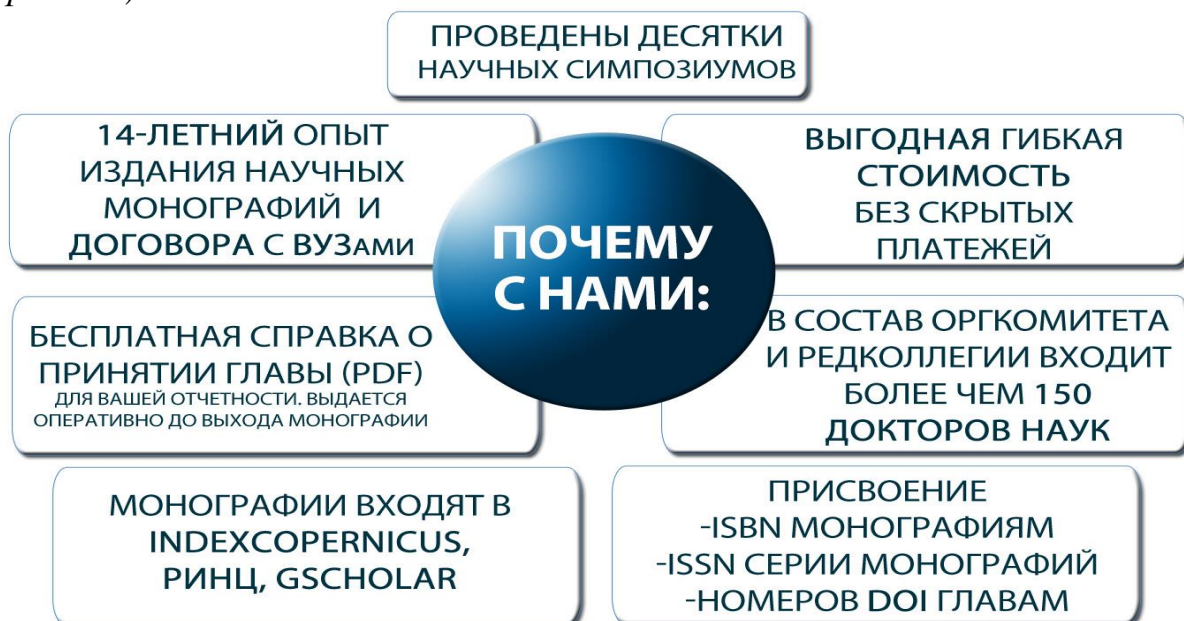 ПРОВЕДЕНЫ ДЕСЯТКИ
НАУЧНЫХ СИМПОЗИУМОВ
14-ЛЕТНИЙ ОПЫТ
ИЗДАНИЯ НАУЧНЫХ
МОНОГРАФИЙ И
ДОГОВОРА С ВУЗАМИ
ВЫГОДНАЯ ГИБКАЯ
СТОИМОСТЬ
БЕЗ СКРЫТЫХ
ПЛАТЕЖЕЙ
ПОЧЕМУ
С НАМИ:
БЕСПЛАТНАЯ СПРАВКА О
ПРИНЯТИИ ГЛАВЫ (PDF)
ДЛЯ ВАШЕЙ ОТЧЕТНОСТИ. ВЫДАЕТСЯ
ОПЕРАТИВНО ДО ВЫХОДА МОНОГРАФИИ
В СОСТАВ ОРГКОМИТЕТА
И РЕДКОЛЛЕГИИ ВХОДИТ
БОЛЕЕ ЧЕМ 150
ДОКТОРОВ НАУК
МОНОГРАФИИ ВХОДЯТ В
INDEXCOPERNICUS,
РИНЦ, GSCHOLAR
ПРИСВОЕНИЕ
-ISBN МОНОГРАФИЯМ
-ISSN СЕРИИ МОНОГРАФИЙ
-НОМЕРОВ DOI ГЛАВАМ